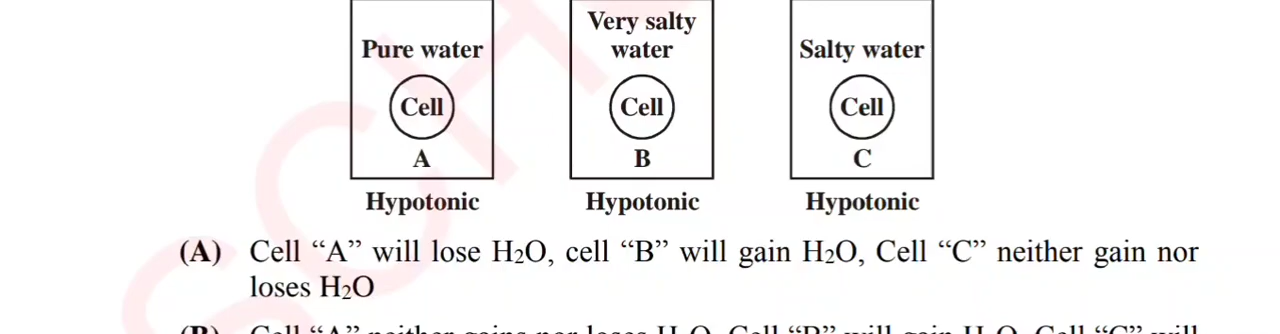 Pure water
Very salty
water
Salty water
Cell
Cell
Cell
A
B
C
Hypotonic
Hypotonic
Hypotonic
(A) Cell “A” will lose H₂O, cell “B” will gain H₂O, Cell “C” neither gain nor
loses H₂O